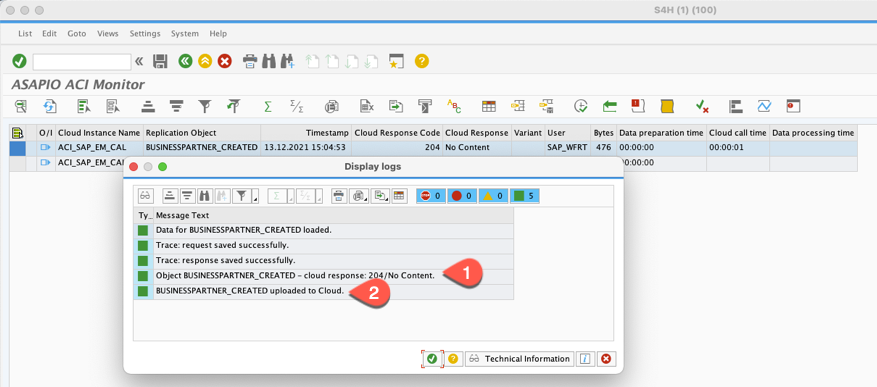 S4H (1) (100)
List Edit Goto Views Settings System Help
ASAPIO ACI Monitor
O/I Cloud Instance Name Replication Object Timestamp Cloud Response Code Cloud Response Variant User Bytes Data preparation time Cloud call time Data processing time
ACI_SAP_EM_CAL BUSINESSPARTNER_CREATED 13.12.2021 15:04:53 204 No Content SAP_WFRT 476 00:00:00 00:00:01
ACI_SAP_EM_CA 00:00:00
Display logs
STOP 0 0 0 5
Ty.. Message Text
Data for BUSINESSPARTNER_CREATED loaded.
Trace: request saved successfully.
Trace: response saved successfully.
Object BUSINESSPARTNER_CREATED – cloud response: 204/No Content.
1
BUSINESSPARTNER_CREATED uploaded to Cloud.
2
Technical Information